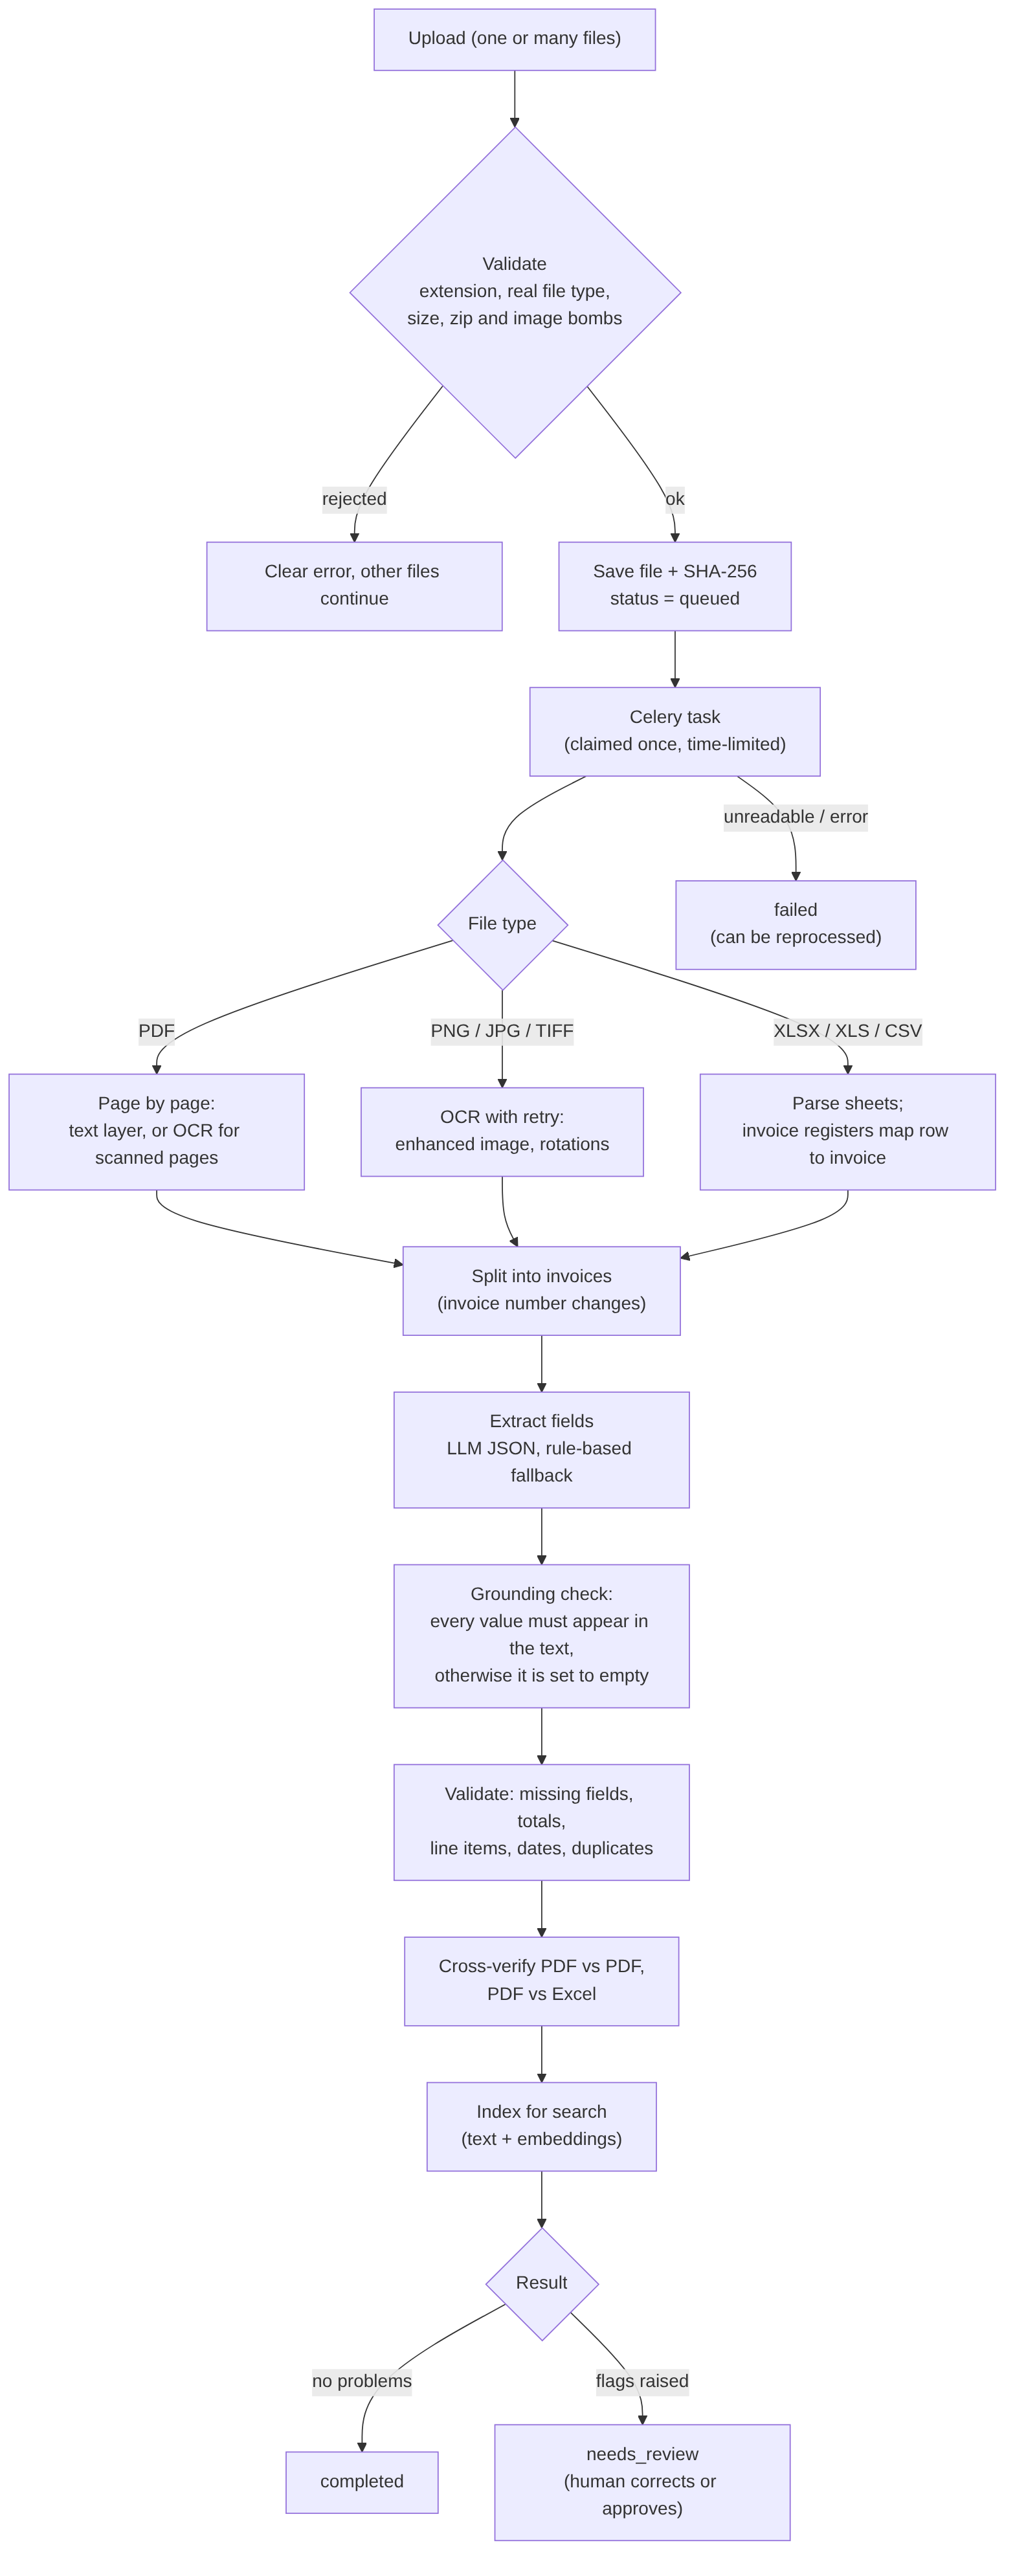 Upload (one or many files)
Validate
extension, real file type,
size, zip and image bombs
rejected
ok
Clear error, other files
continue
Save file + SHA-256
status = queued
Celery task
(claimed once, time-limited)
unreadable / error
File type
failed
(can be reprocessed)
PDF
PNG / JPG / TIFF
XLSX / XLS / CSV
Page by page:
text layer, or OCR for
scanned pages
OCR with retry:
enhanced image, rotations
Parse sheets;
invoice registers map row
to invoice
Split into invoices
(invoice number changes)
Extract fields
LLM JSON, rule-based
fallback
Grounding check:
every value must appear in
the text,
otherwise it is set to empty
Validate: missing fields,
totals,
line items, dates, duplicates
Cross-verify PDF vs PDF,
PDF vs Excel
Index for search
(text + embeddings)
Result
no problems
flags raised
completed
needs_review
(human corrects or
approves)